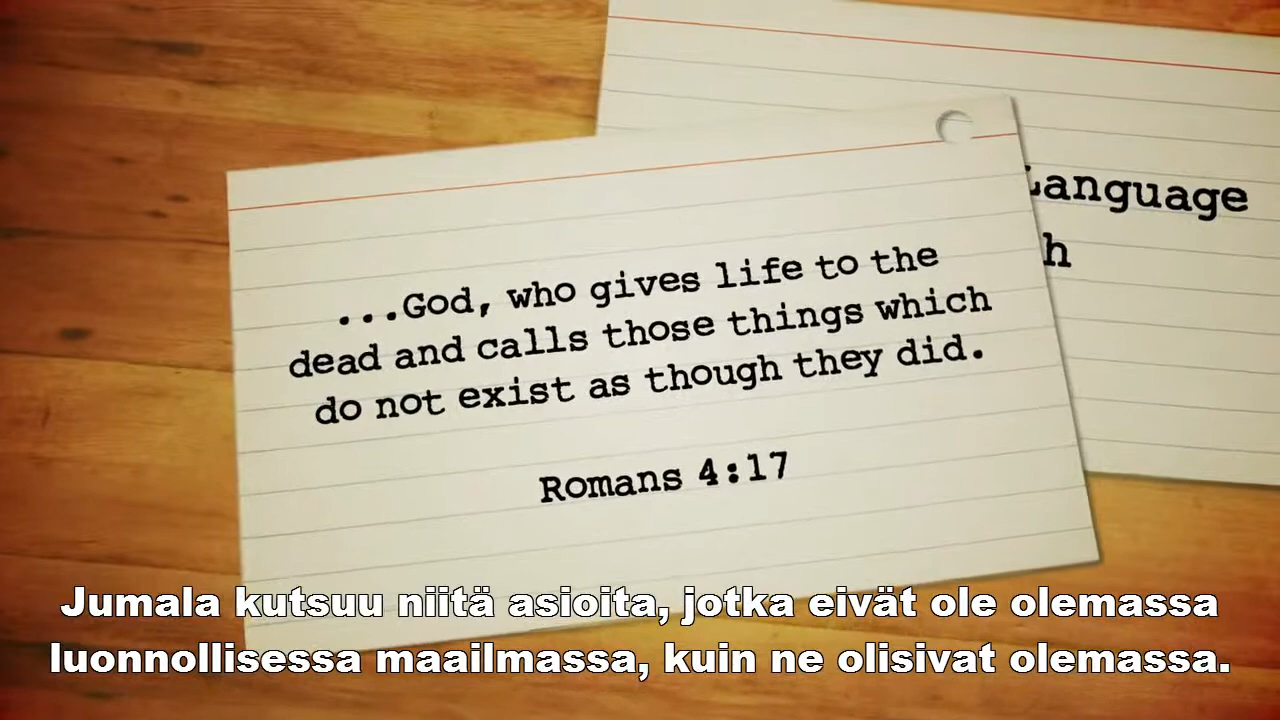 Language
h
...God, who gives life to the
dead and calls those things which
do not exist as though they did.
Romans 4:17
Jumala kutsuu niitä asioita, jotka eivät ole olemassa
luonnollisessa maailmassa, kuin ne olisivat olemassa.